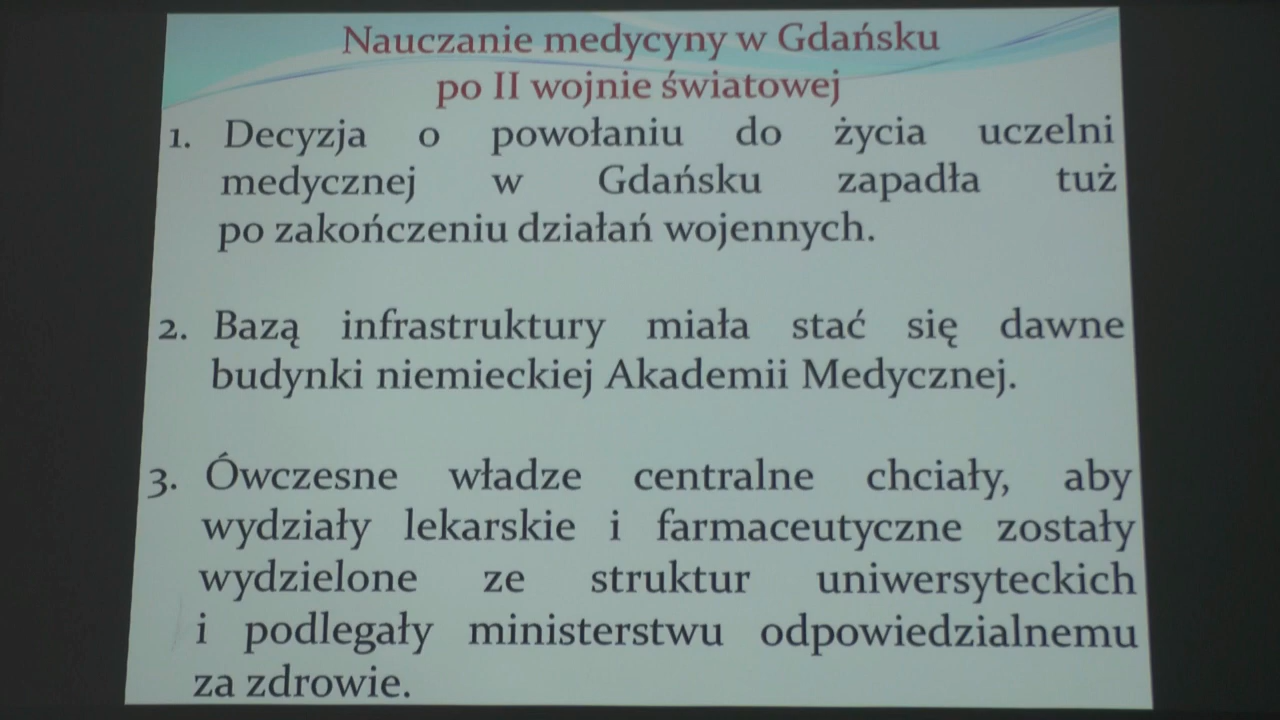 Nauczanie medycyny w Gdańsku
po II wojnie światowej
1. Decyzja o powołaniu do życia uczelni
medycznej w Gdańsku zapadła tuż
po zakończeniu działań wojennych.
2. Bazą infrastruktury miała stać się dawne
budynki niemieckiej Akademii Medycznej.
3. Ówczesne władze centralne chciały, aby
wydziały lekarskie i farmaceutyczne zostały
wydzielone ze struktur uniwersyteckich
i podlegały ministerstwu odpowiedzialnemu
za zdrowie.